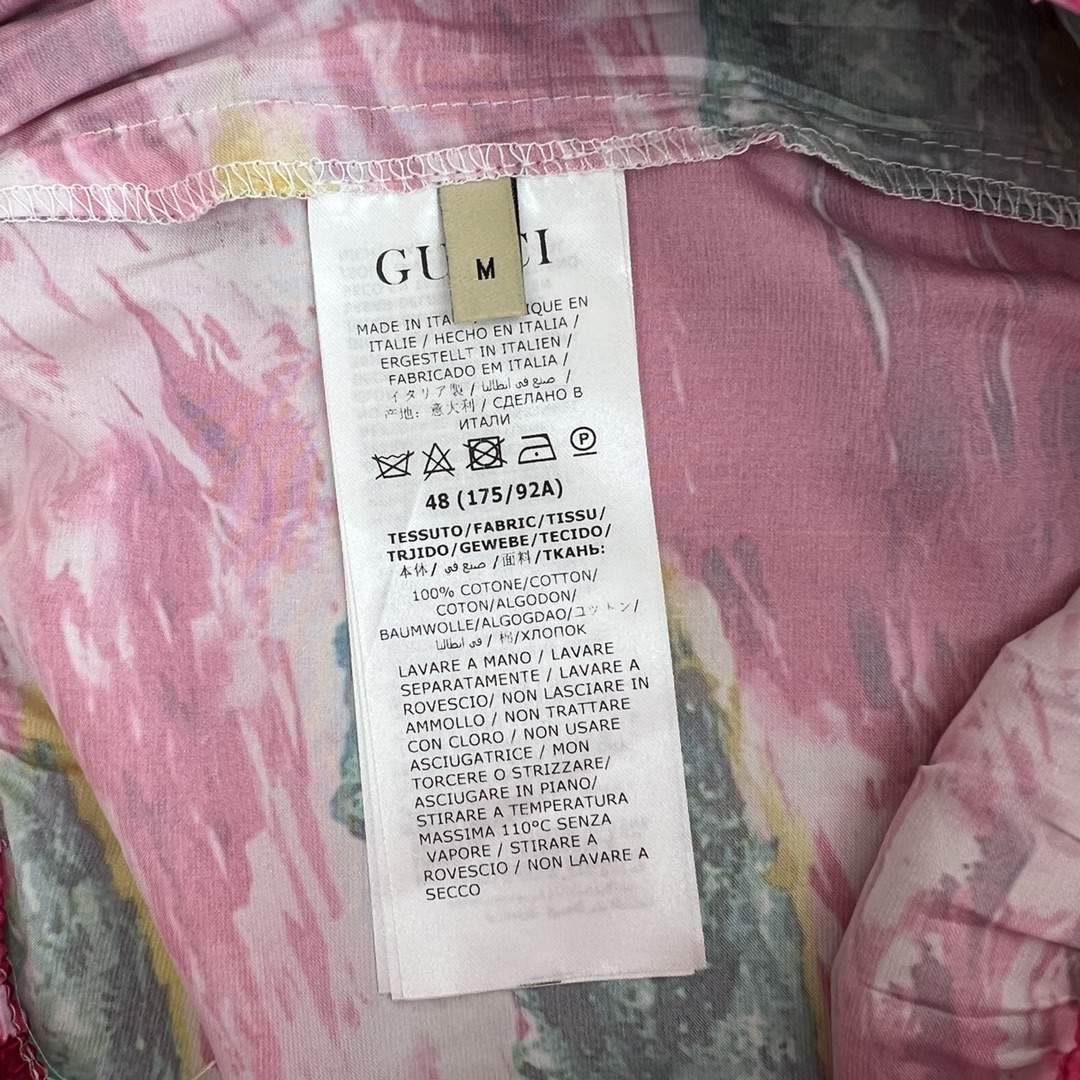 GU CI
M
MADE IN ITA IQUE EN
ITALIE / HECHO EN ITALIA /
ERGESTELLT IN ITALIEN /
FABRICADO EM ITALIA /
イタリア製 / صنع في ايطاليا /
产地: 意大利 / СДЕЛАНО В
ИТАЛИ
P
48 (175/92A)
TESSUTO/FABRIC/TISSU/
TRJIDO/GEWEBE/TECIDO/
本体/ صنع في /面料/ТКАНЬ:
100% COTONE/COTTON/
COTON/ALGODON/
BAUMWOLLE/ALGOGDAO/コットン/
في ايطاليا / 棉/ХЛОПОК
LAVARE A MANO / LAVARE
SEPARATAMENTE / LAVARE A
ROVESCIO/ NON LASCIARE IN
AMMOLLO / NON TRATTARE
CON CLORO / NON USARE
ASCIUGATRICE / MON
TORCERE O STRIZZARE/
ASCIUGARE IN PIANO/
STIRARE A TEMPERATURA
MASSIMA 110ºC SENZA
VAPORE / STIRARE A
ROVESCIO / NON LAVARE A
SECCO